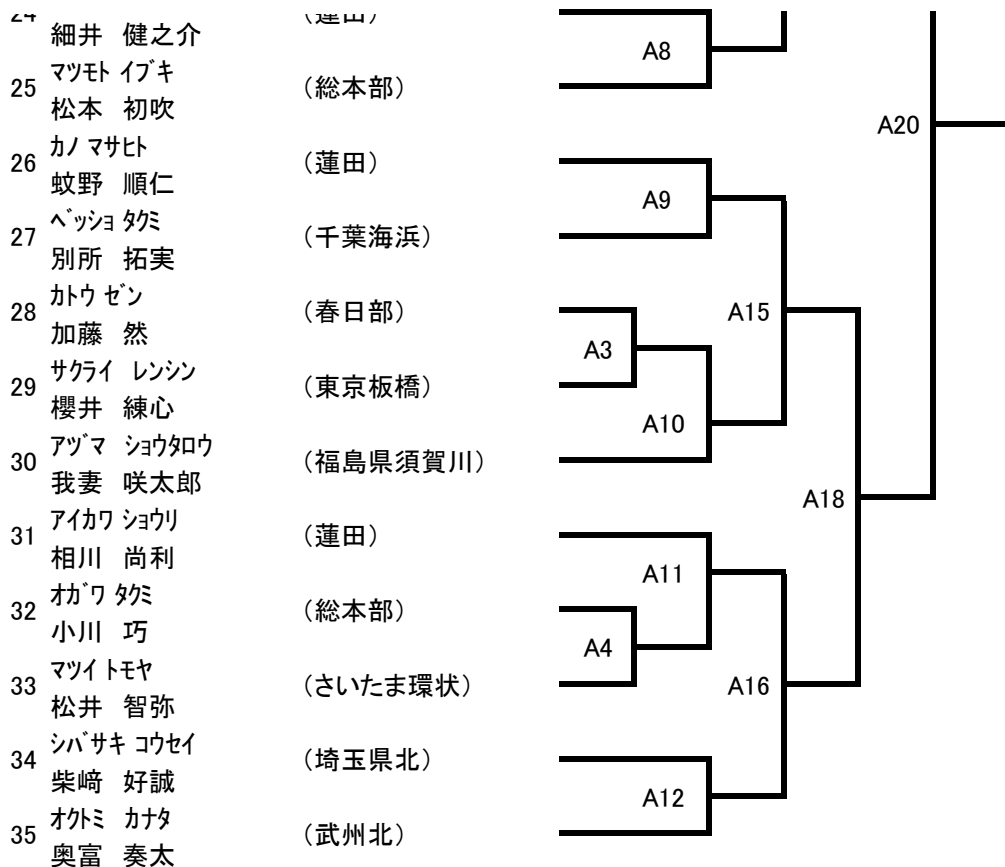 24 (蓮田)
細井 健之介
A8
ﾏﾂﾓﾄ ｲﾌﾞｷ
25 (総本部)
松本 初吹
A20
ｶﾉ ﾏｻﾋﾄ
26 (蓮田)
蚊野 順仁
A9
ﾍﾞｯｼｮ ﾀｸﾐ
27 (千葉海浜)
別所 拓実
ｶﾄｳ ｾﾞﾝ
28 (春日部)
A15
加藤 然
A3
ｻｸﾗｲ ﾚﾝｼﾝ
29 (東京板橋)
櫻井 練心
A10
ｱﾂﾞﾏ ｼｮｳﾀﾛｳ
30 (福島県須賀川)
我妻 咲太郎
A18
ｱｲｶﾜ ｼｮｳﾘ
31 (蓮田)
相川 尚利
A11
ｵｶﾞﾜ ﾀｸﾐ
32 (総本部)
小川 巧
A4
ﾏﾂｲ ﾄﾓﾔ
33 (さいたま環状)
A16
松井 智弥
ｼﾊﾞｻｷ ｺｳｾｲ
34 (埼玉県北)
柴﨑 好誠
A12
ｵｸﾄﾐ ｶﾅﾀ
35 (武州北)
奥富 奏太